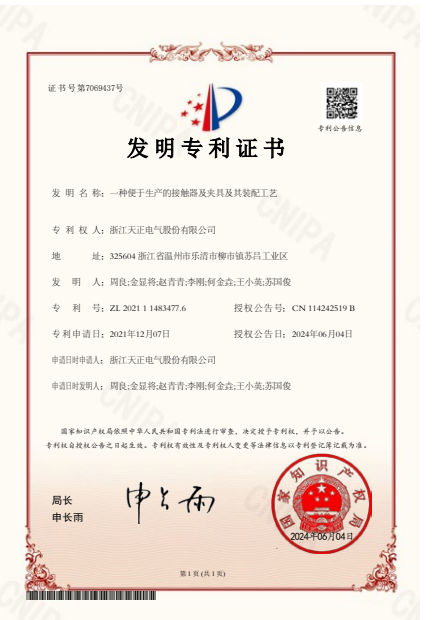 证书号第7069437号
专利公告信息
发明专利证书
发明名称：一种便于生产的接触器及夹具及其装配工艺
专利权人：浙江天正电气股份有限公司
地址：325604 浙江省温州市乐清市柳市镇苏吕工业区
发明人：周良;金显将;赵青青;李刚;何金垚;王小英;苏国俊
专利号：ZL 2021 1 1483477.6 授权公告号：CN 114242519 B
专利申请日：2021年12月07日 授权公告日：2024年06月04日
申请日时申请人：浙江天正电气股份有限公司
申请日时发明人：周良;金显将;赵青青;李刚;何金垚;王小英;苏国俊
国家知识产权局依照中华人民共和国专利法进行审查，决定授予专利权，并予以公告。
专利权自授权公告之日起生效。专利权有效性及专利权人变更等法律信息以专利登记簿记载为准。
局长
申长雨
申长雨
国家知识产权局
2024年06月04日
第1页(共1页)
CNIPA
CNIPA
CNIPA
CNIPA